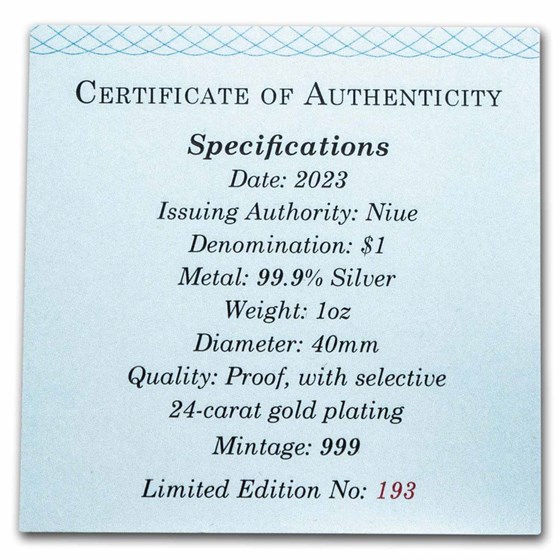 CERTIFICATE OF AUTHENTICITY
Specifications
Date: 2023
Issuing Authority: Niue
Denomination: $1
Metal: 99.9% Silver
Weight: 1oz
Diameter: 40mm
Quality: Proof, with selective
24-carat gold plating
Mintage: 999
Limited Edition No: 193